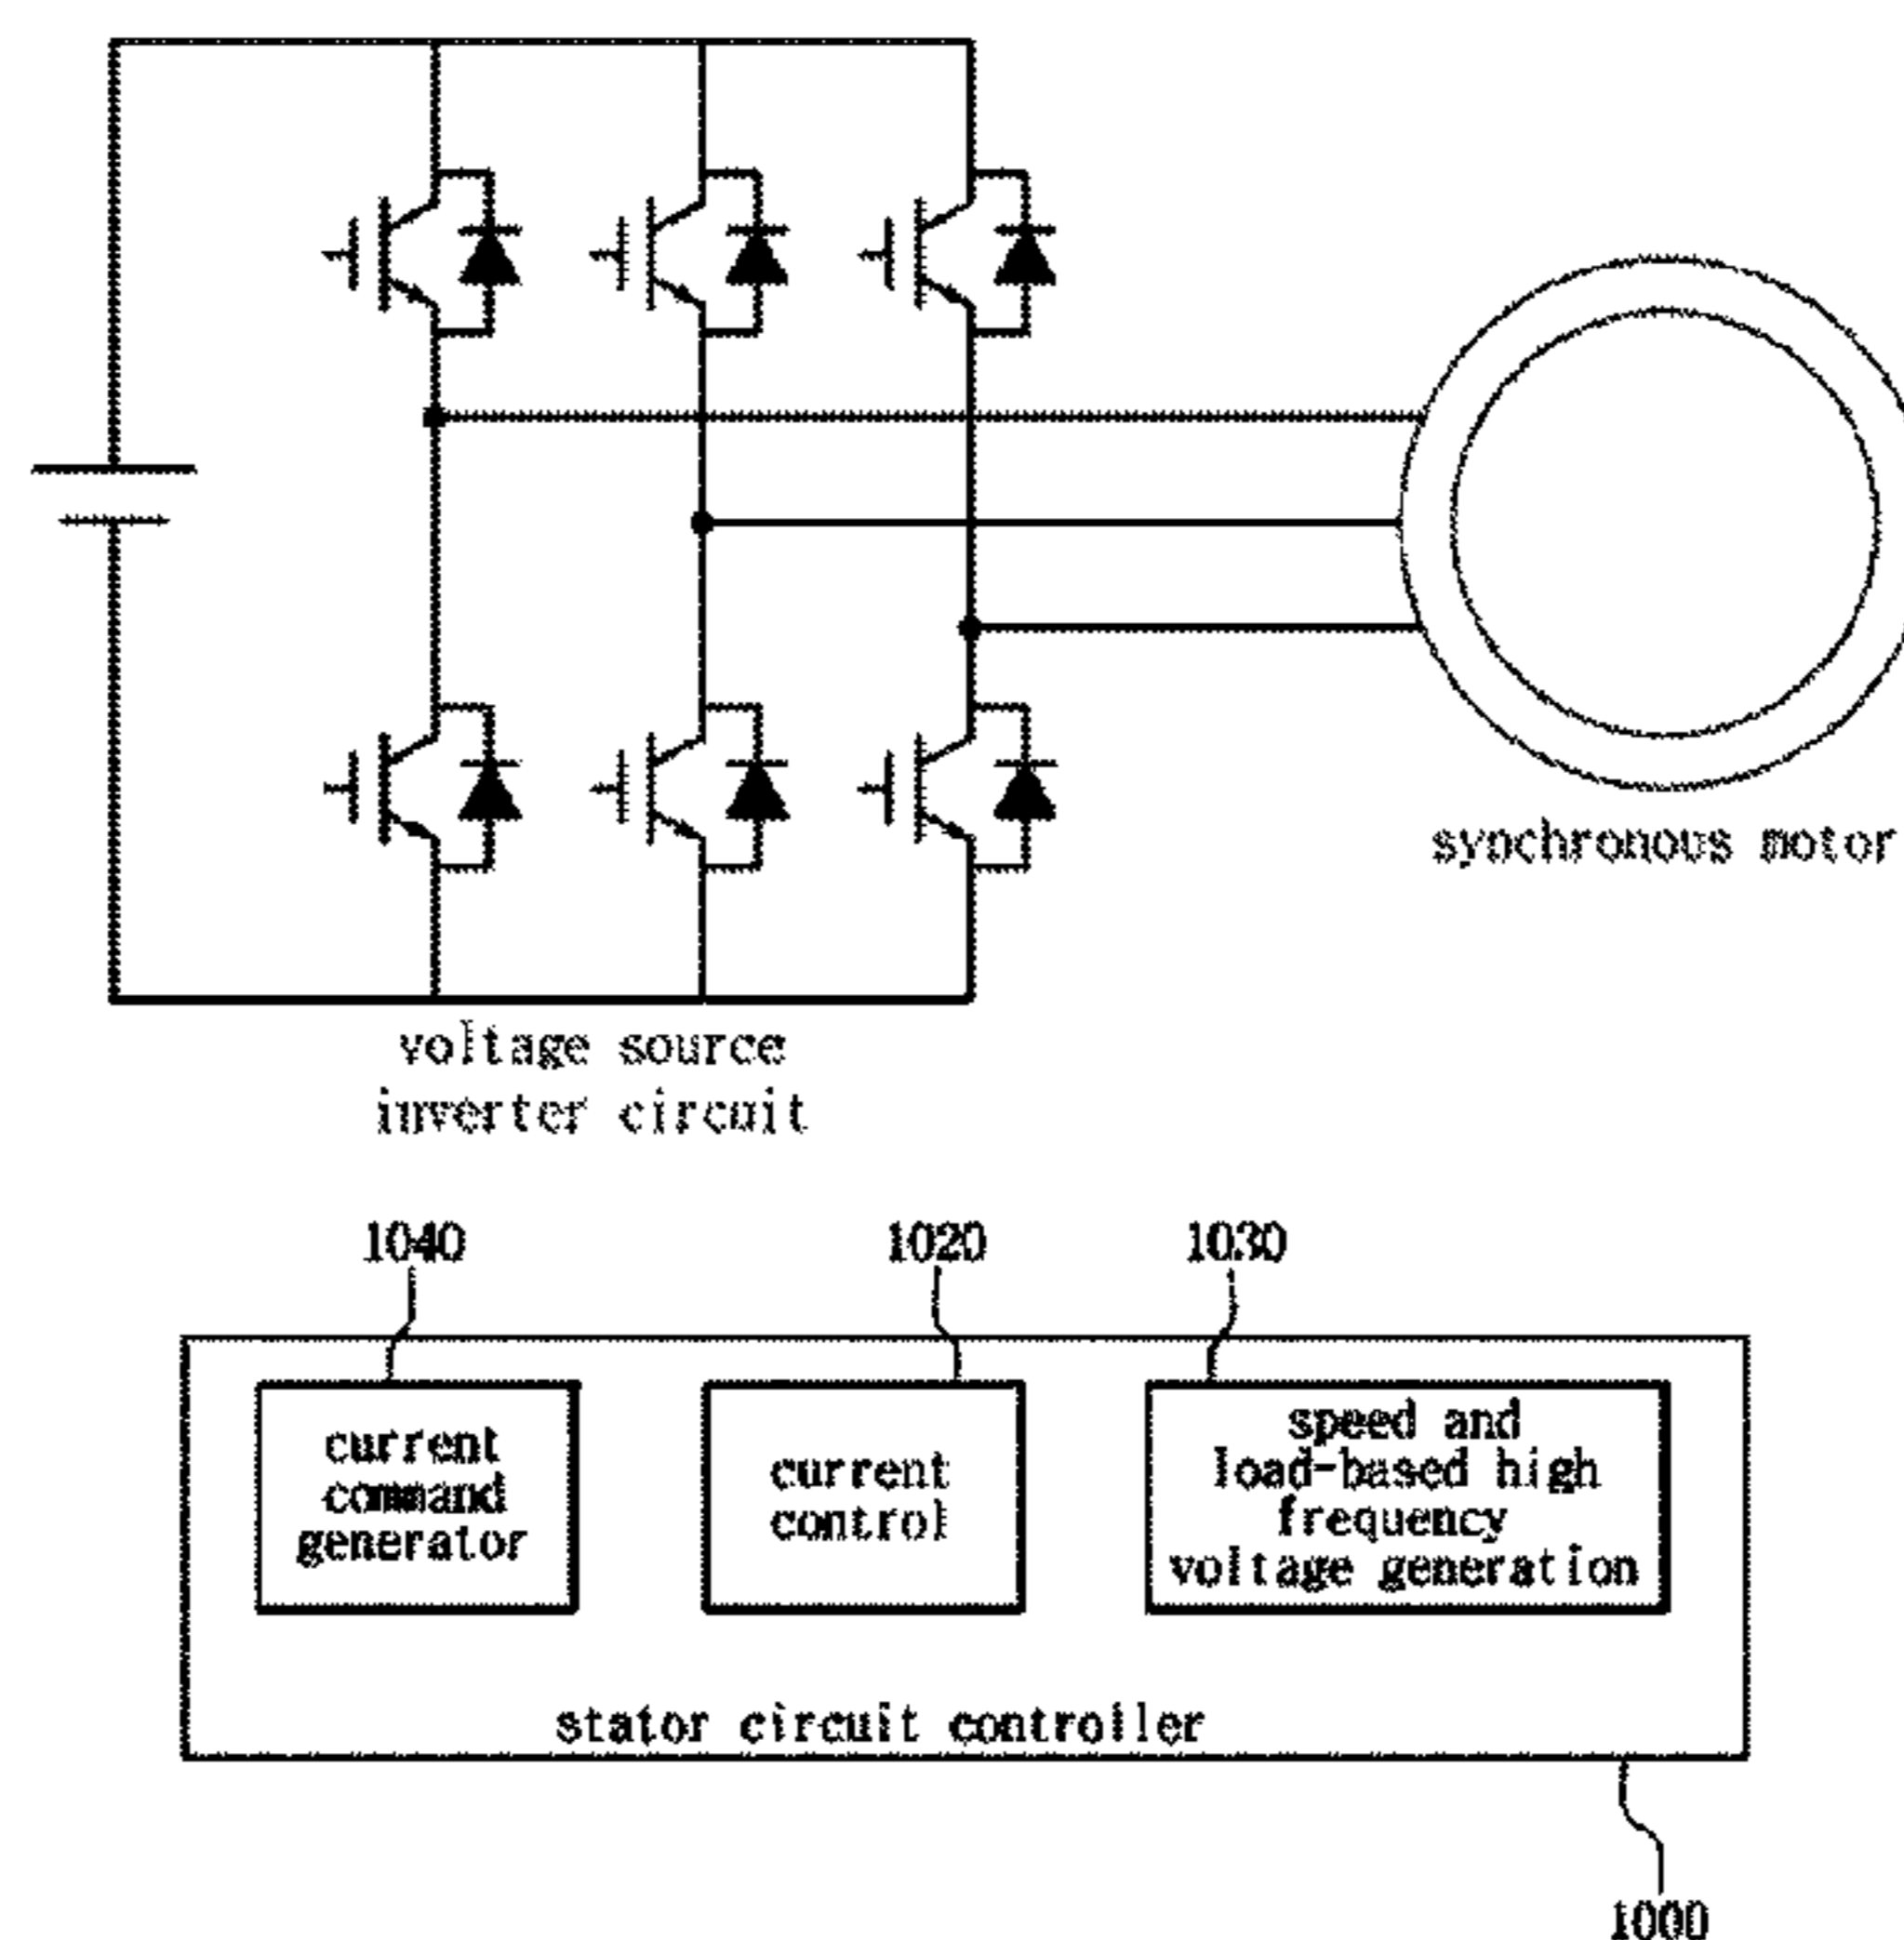 synchronous motor
voltage source
inverter circuit
1040
1020
1030
current
command
generator
current
control
speed and
load-based high
frequency
voltage generation
stator circuit controller
1000